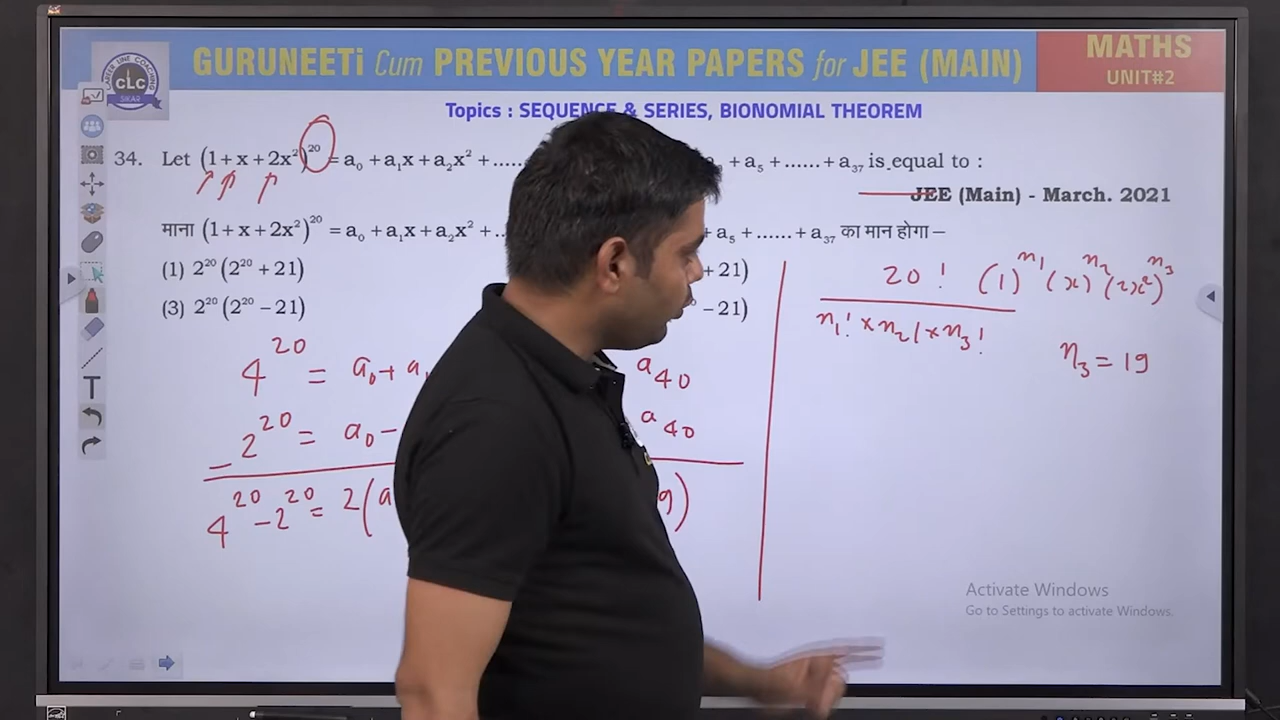 GURUNEETi Cum PREVIOUS YEAR PAPERS for JEE (MAIN)
MATHS
UNIT#2
CLC
SIKAR
Topics : SEQUENCE & SERIES, BIONOMIAL THEOREM
34. Let (1 + x + 2x²)²⁰ = a₀ + a₁x + a₂x² + ...... + a₅ + ...... + a₃₇ is equal to :
JEE (Main) - March. 2021
माना (1 + x + 2x²)²⁰ = a₀ + a₁x + a₂x² + .. + a₅ + ...... + a₃₇ का मान होगा –
(1) 2²⁰(2²⁰ + 21) + 21)
(3) 2²⁰(2²⁰ − 21) − 21)
4²⁰ = a₀ + a₁ a₄₀
2²⁰ = a₀ − a₄₀
4²⁰ − 2²⁰ = 2(a 9)
20! (1)ⁿ¹ (x)ⁿ² (2x²)ⁿ³
n₁! × n₂! × n₃!
n₃ = 19
T
Activate Windows
Go to Settings to activate Windows.